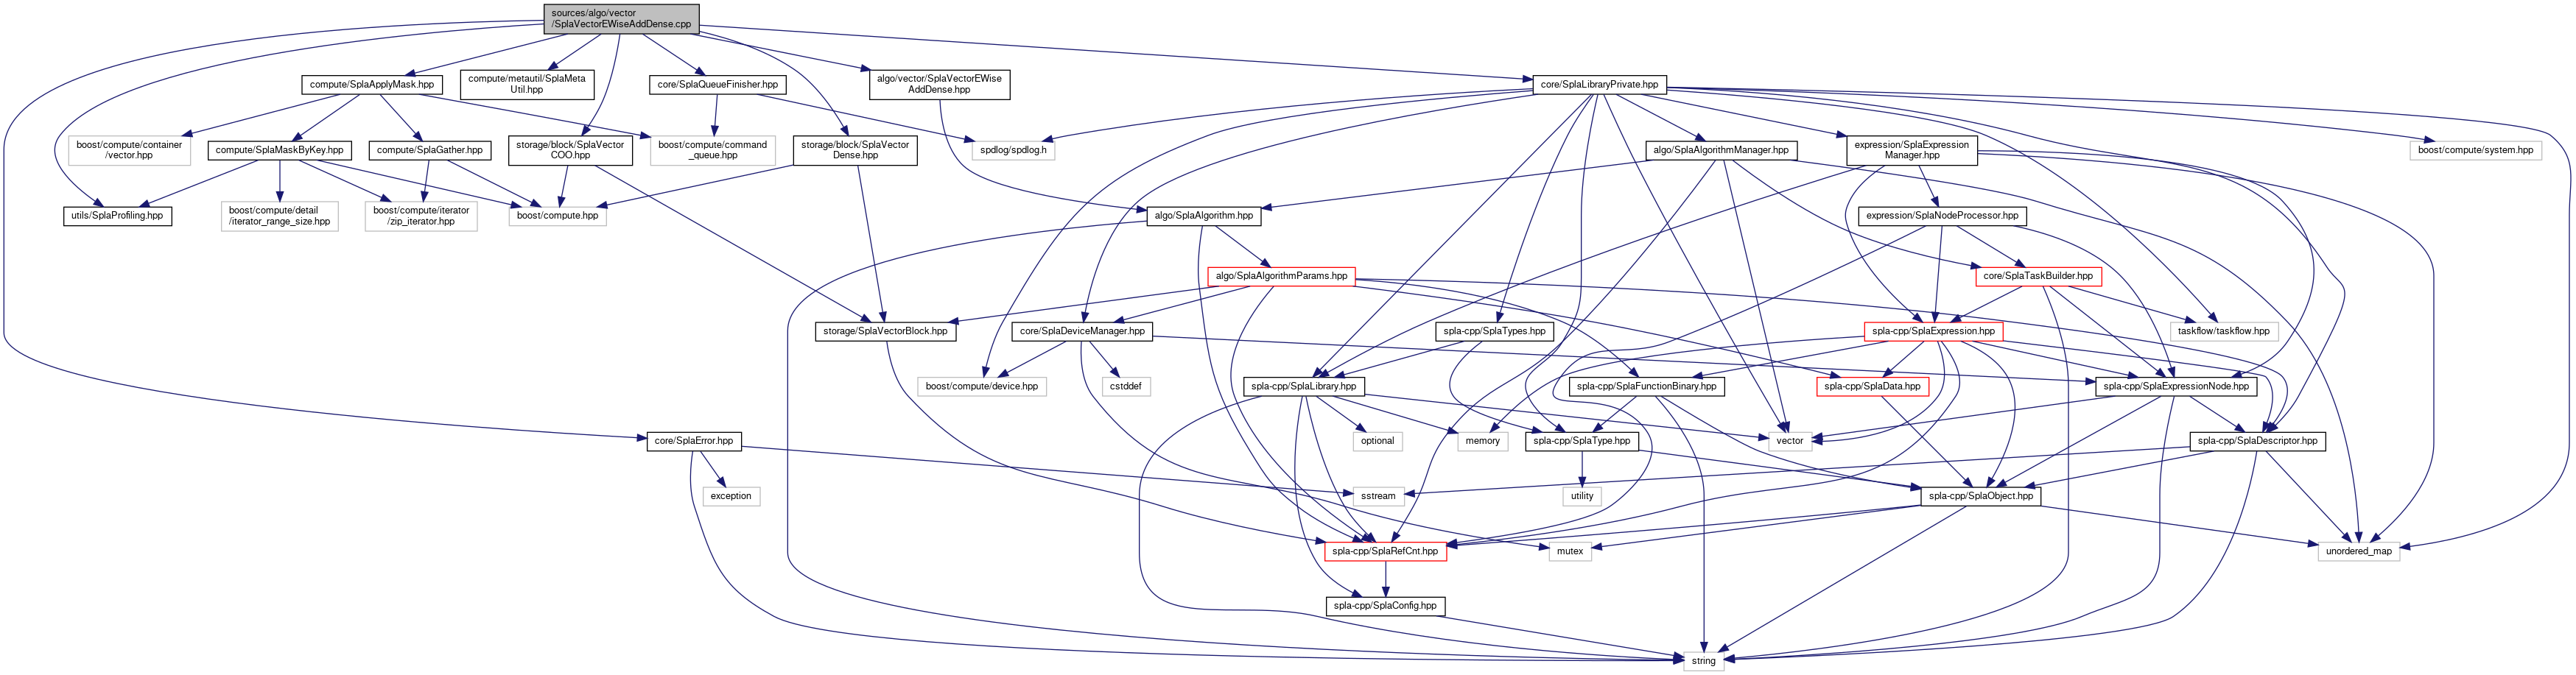 sources/algo/vector
/SplaVectorEWiseAddDense.cpp
compute/SplaApplyMask.hpp
compute/metautil/SplaMeta
Util.hpp
core/SplaQueueFinisher.hpp
algo/vector/SplaVectorEWise
AddDense.hpp
core/SplaLibraryPrivate.hpp
boost/compute/container
/vector.hpp
compute/SplaMaskByKey.hpp
compute/SplaGather.hpp
storage/block/SplaVector
COO.hpp
boost/compute/command
_queue.hpp
storage/block/SplaVector
Dense.hpp
spdlog/spdlog.h
algo/SplaAlgorithmManager.hpp
expression/SplaExpression
Manager.hpp
boost/compute/system.hpp
utils/SplaProfiling.hpp
boost/compute/detail
/iterator_range_size.hpp
boost/compute/iterator
/zip_iterator.hpp
boost/compute.hpp
algo/SplaAlgorithm.hpp
expression/SplaNodeProcessor.hpp
algo/SplaAlgorithmParams.hpp
core/SplaTaskBuilder.hpp
storage/SplaVectorBlock.hpp
core/SplaDeviceManager.hpp
spla-cpp/SplaTypes.hpp
spla-cpp/SplaExpression.hpp
taskflow/taskflow.hpp
boost/compute/device.hpp
cstddef
spla-cpp/SplaLibrary.hpp
spla-cpp/SplaFunctionBinary.hpp
spla-cpp/SplaData.hpp
spla-cpp/SplaExpressionNode.hpp
core/SplaError.hpp
optional
memory
spla-cpp/SplaType.hpp
vector
spla-cpp/SplaDescriptor.hpp
exception
sstream
utility
spla-cpp/SplaObject.hpp
spla-cpp/SplaRefCnt.hpp
mutex
unordered_map
spla-cpp/SplaConfig.hpp
string